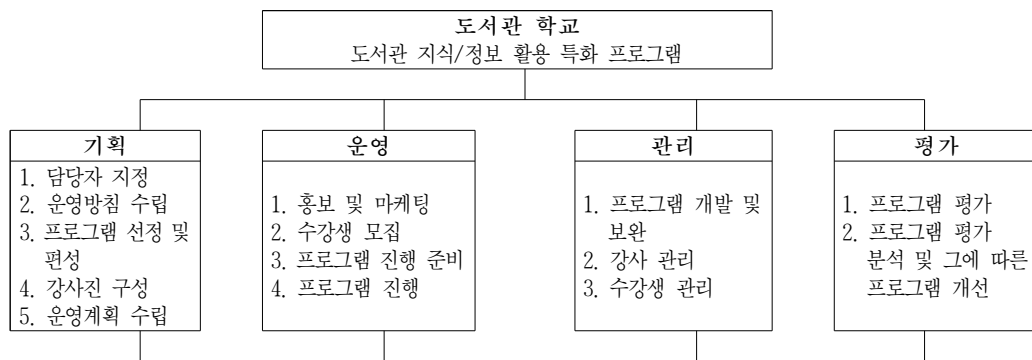 도서관 학교
도서관 지식/정보 활용 특화 프로그램
기획
1. 담당자 지정
2. 운영방침 수립
3. 프로그램 선정 및
편성
4. 강사진 구성
5. 운영계획 수립
운영
1. 홍보 및 마케팅
2. 수강생 모집
3. 프로그램 진행 준비
4. 프로그램 진행
관리
1. 프로그램 개발 및
보완
2. 강사 관리
3. 수강생 관리
평가
1. 프로그램 평가
2. 프로그램 평가
분석 및 그에 따른
프로그램 개선